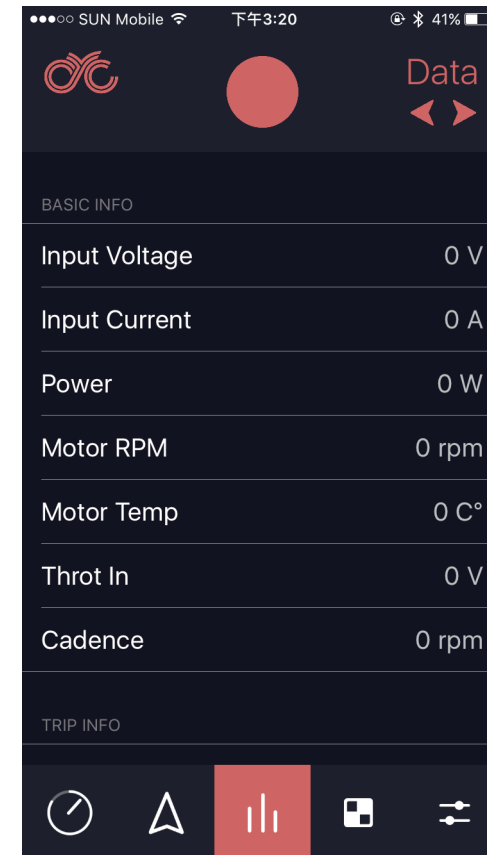 SUN Mobile 下午3:20 41%
CYC
Data
BASIC INFO
Input Voltage 0 V
Input Current 0 A
Power 0 W
Motor RPM 0 rpm
Motor Temp 0 C°
Throt In 0 V
Cadence 0 rpm
TRIP INFO